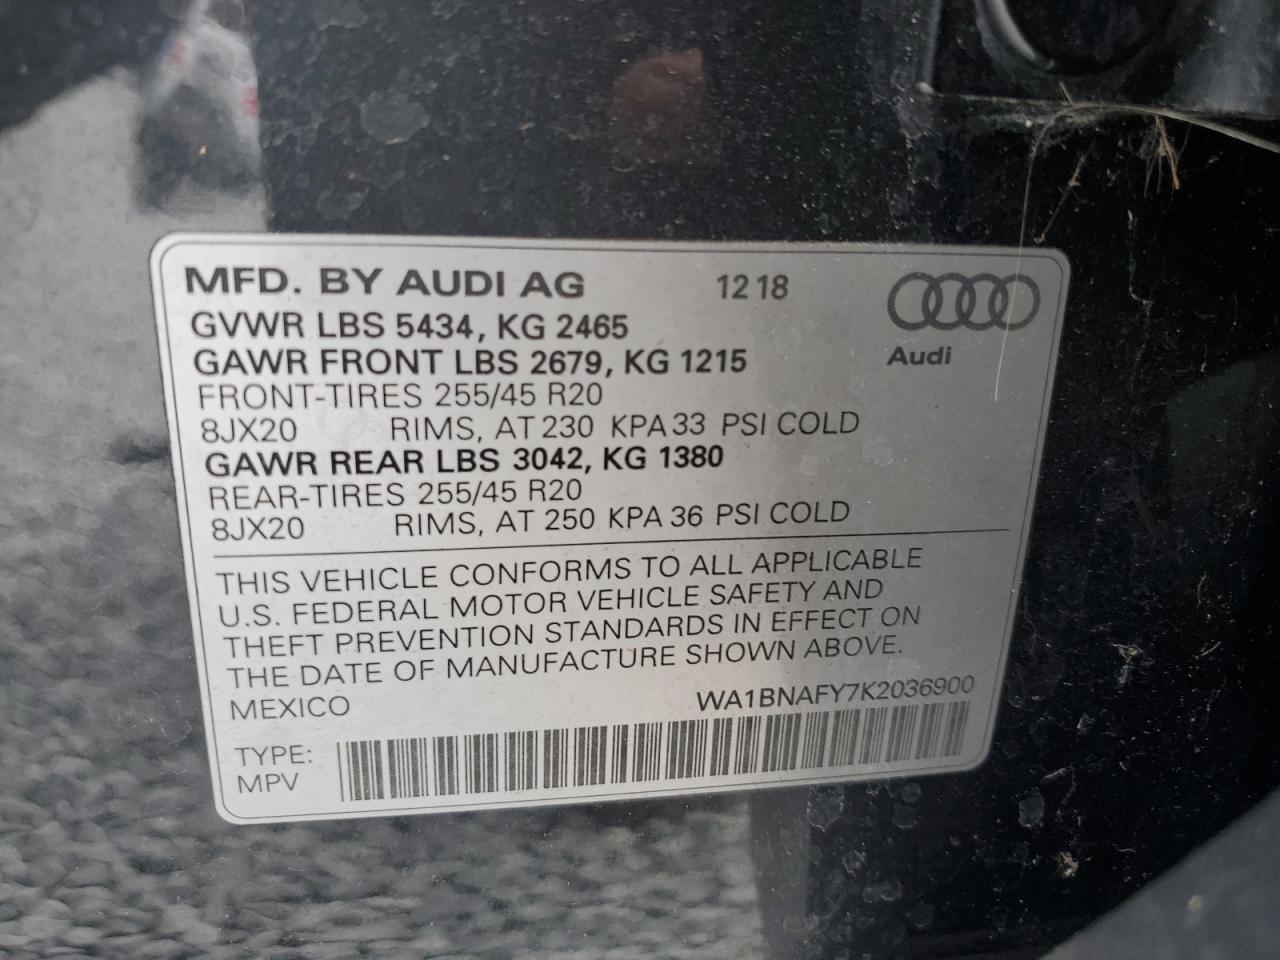 MFD. BY AUDI AG 12 18
GVWR LBS 5434, KG 2465
GAWR FRONT LBS 2679, KG 1215
Audi
FRONT-TIRES 255/45 R20
8JX20 RIMS, AT 230 KPA 33 PSI COLD
GAWR REAR LBS 3042, KG 1380
REAR-TIRES 255/45 R20
8JX20 RIMS, AT 250 KPA 36 PSI COLD
THIS VEHICLE CONFORMS TO ALL APPLICABLE
U.S. FEDERAL MOTOR VEHICLE SAFETY AND
THEFT PREVENTION STANDARDS IN EFFECT ON
THE DATE OF MANUFACTURE SHOWN ABOVE.
MEXICO WA1BNAFY7K2036900
TYPE:
MPV